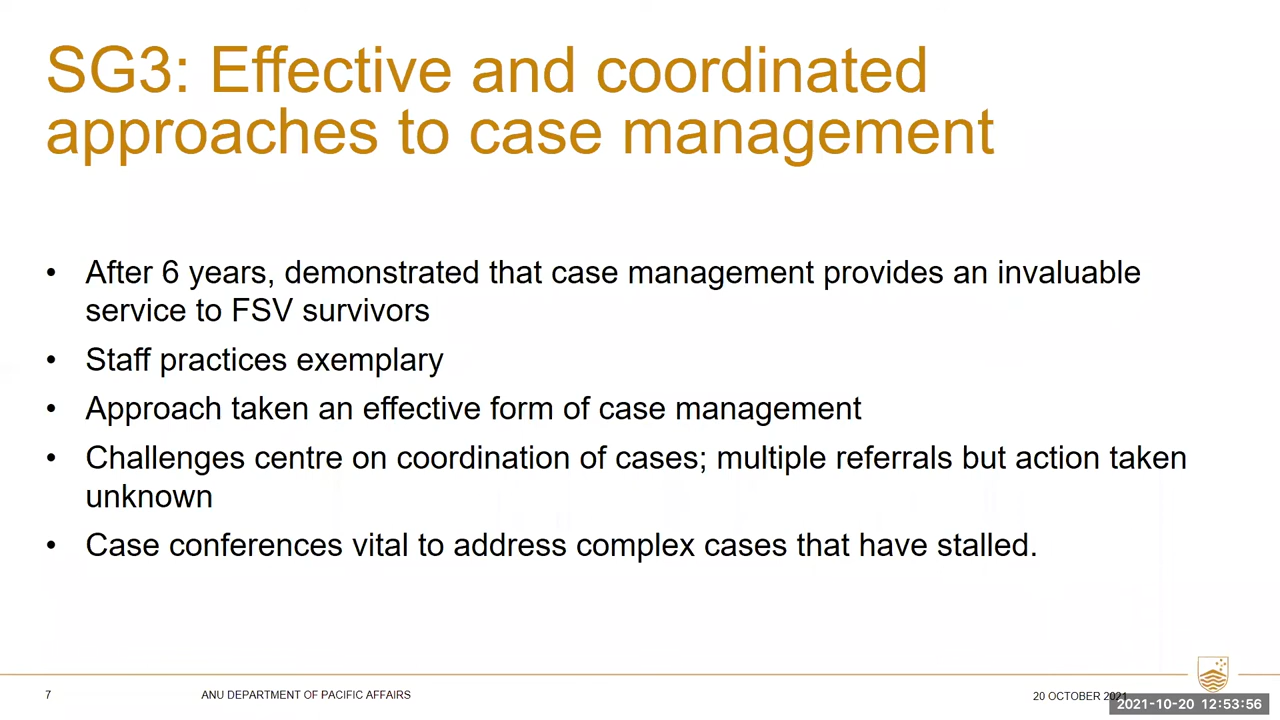 SG3: Effective and coordinated
approaches to case management
• After 6 years, demonstrated that case management provides an invaluable
service to FSV survivors
• Staff practices exemplary
• Approach taken an effective form of case management
• Challenges centre on coordination of cases; multiple referrals but action taken
unknown
• Case conferences vital to address complex cases that have stalled.
7 ANU DEPARTMENT OF PACIFIC AFFAIRS 20 OCTOBER 2021
2021-10-20 12:53:56